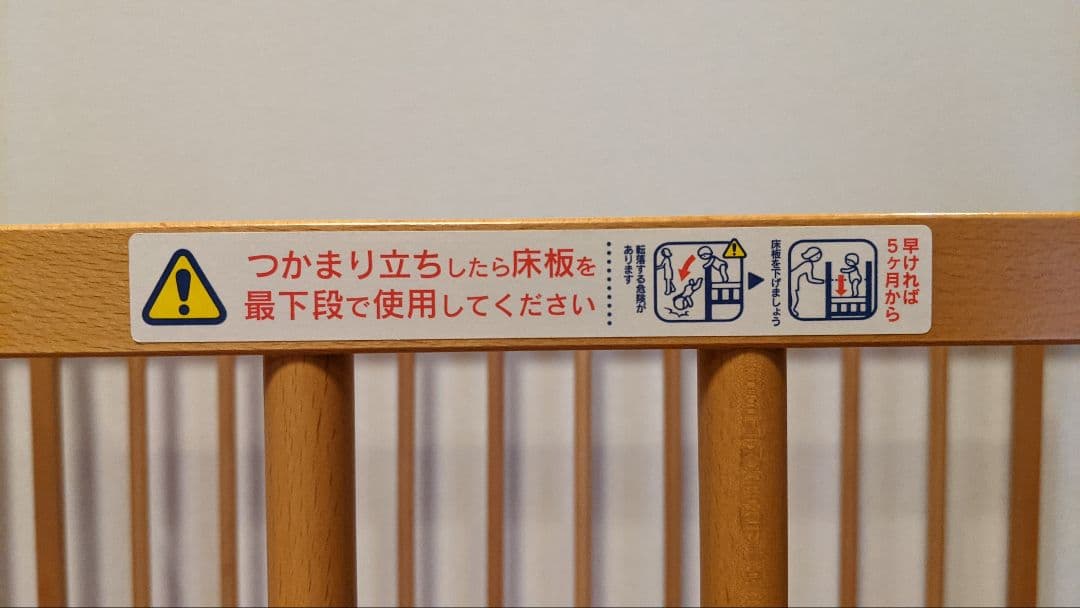 つかまり立ちしたら床板を
最下段で使用してください
転落する危険が
あります
床板を下げましょう
早ければ
5ヶ月から